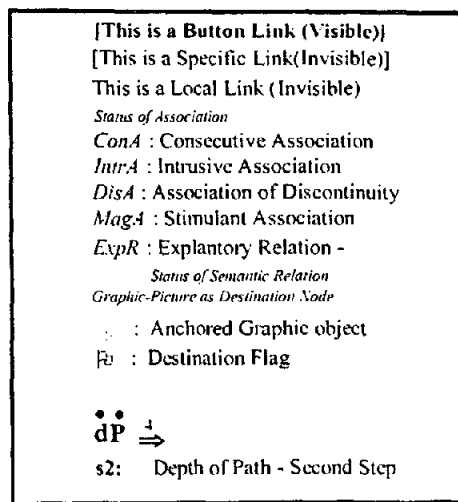 [This is a Button Link (Visible)]
[This is a Specific Link(Invisible)]
This is a Local Link (Invisible)
Status of Association
ConA : Consecutive Association
IntrA : Intrusive Association
DisA : Association of Discontinuity
MagA : Stimulant Association
ExpR : Explantory Relation -
Status of Semantic Relation
Graphic-Picture as Destination Node
: Anchored Graphic object
: Destination Flag
dP ⇒
s2: Depth of Path - Second Step